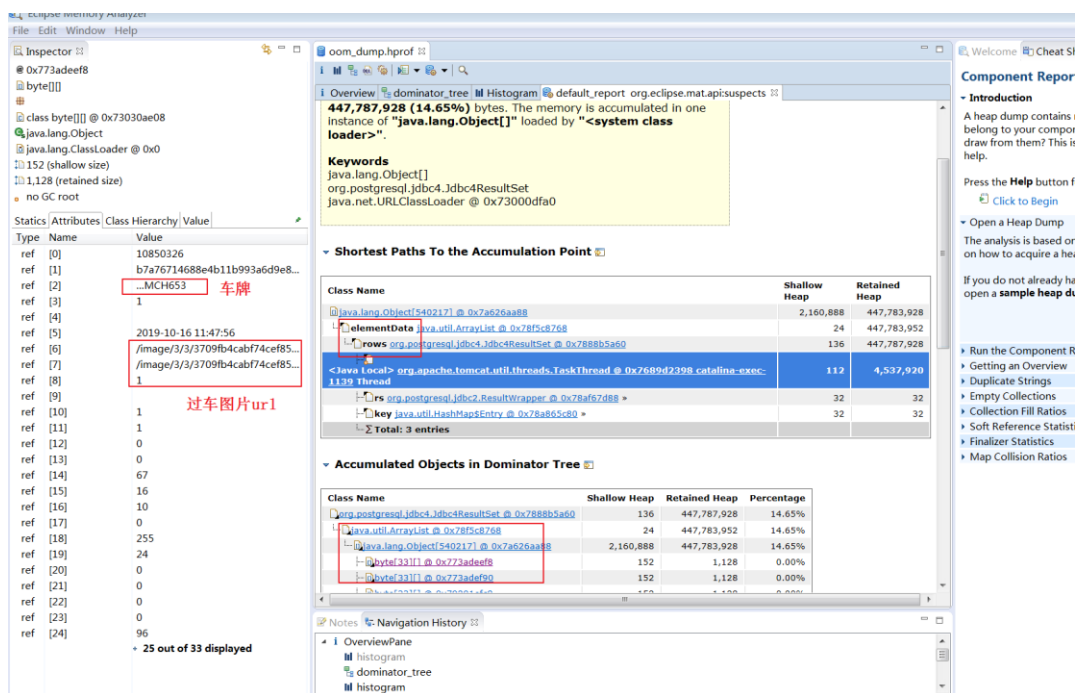 Eclipse Memory Analyzer
File Edit Window Help
Inspector
@ 0x773adeef8
byte[][]
class byte[][] @ 0x73030ae08
java.lang.Object
java.lang.ClassLoader @ 0x0
152 (shallow size)
1,128 (retained size)
no GC root
Statics Attributes Class Hierarchy Value
Type Name Value
ref [0] 10850326
ref [1] b7a76714688e4b11b993a6d9e8...
ref [2] ...MCH653
车牌
ref [3] 1
ref [4]
ref [5] 2019-10-16 11:47:56
ref [6] /image/3/3/3709fb4cabf74cef85...
ref [7] /image/3/3/3709fb4cabf74cef85...
ref [8] 1
ref [9]
过车图片url
ref [10] 1
ref [11] 1
ref [12] 0
ref [13] 0
ref [14] 67
ref [15] 16
ref [16] 10
ref [17] 0
ref [18] 255
ref [19] 24
ref [20] 0
ref [21] 0
ref [22] 0
ref [23] 0
ref [24] 96
25 out of 33 displayed
oom_dump.hprof
i Overview dominator_tree Histogram default_report org.eclipse.mat.api:suspects
447,787,928 (14.65%) bytes. The memory is accumulated in one
instance of "java.lang.Object[]" loaded by "<system class
loader>".
Keywords
java.lang.Object[]
org.postgresql.jdbc4.Jdbc4ResultSet
java.net.URLClassLoader @ 0x73000dfa0
Shortest Paths To the Accumulation Point
Class Name Shallow Heap Retained Heap
java.lang.Object[540217] @ 0x7a626aa88 2,160,888 447,783,928
elementData java.util.ArrayList @ 0x78f5c8768 24 447,783,952
rows org.postgresql.jdbc4.Jdbc4ResultSet @ 0x7888b5a60 136 447,787,928
<Java Local> org.apache.tomcat.util.threads.TaskThread @ 0x7689d2398 catalina-exec-1139 Thread 112 4,537,920
rs org.postgresql.jdbc2.ResultWrapper @ 0x78af67d88 » 32 32
key java.util.HashMap$Entry @ 0x78a865c80 » 32 32
Σ Total: 3 entries
Accumulated Objects in Dominator Tree
Class Name Shallow Heap Retained Heap Percentage
org.postgresql.jdbc4.Jdbc4ResultSet @ 0x7888b5a60 136 447,787,928 14.65%
java.util.ArrayList @ 0x78f5c8768 24 447,783,952 14.65%
java.lang.Object[540217] @ 0x7a626aa88 2,160,888 447,783,928 14.65%
byte[33][] @ 0x773adeef8 152 1,128 0.00%
byte[33][] @ 0x773adef90 152 1,128 0.00%
Notes Navigation History
i OverviewPane
histogram
dominator_tree
histogram
Welcome Cheat Sh
Component Repor
Introduction
A heap dump contains
belong to your compo
draw from them? This is
help.
Press the Help button f
Click to Begin
Open a Heap Dump
The analysis is based on
on how to acquire a hea
If you do not already ha
open a sample heap du
Run the Component R
Getting an Overview
Duplicate Strings
Empty Collections
Collection Fill Ratios
Soft Reference Statisti
Finalizer Statistics
Map Collision Ratios